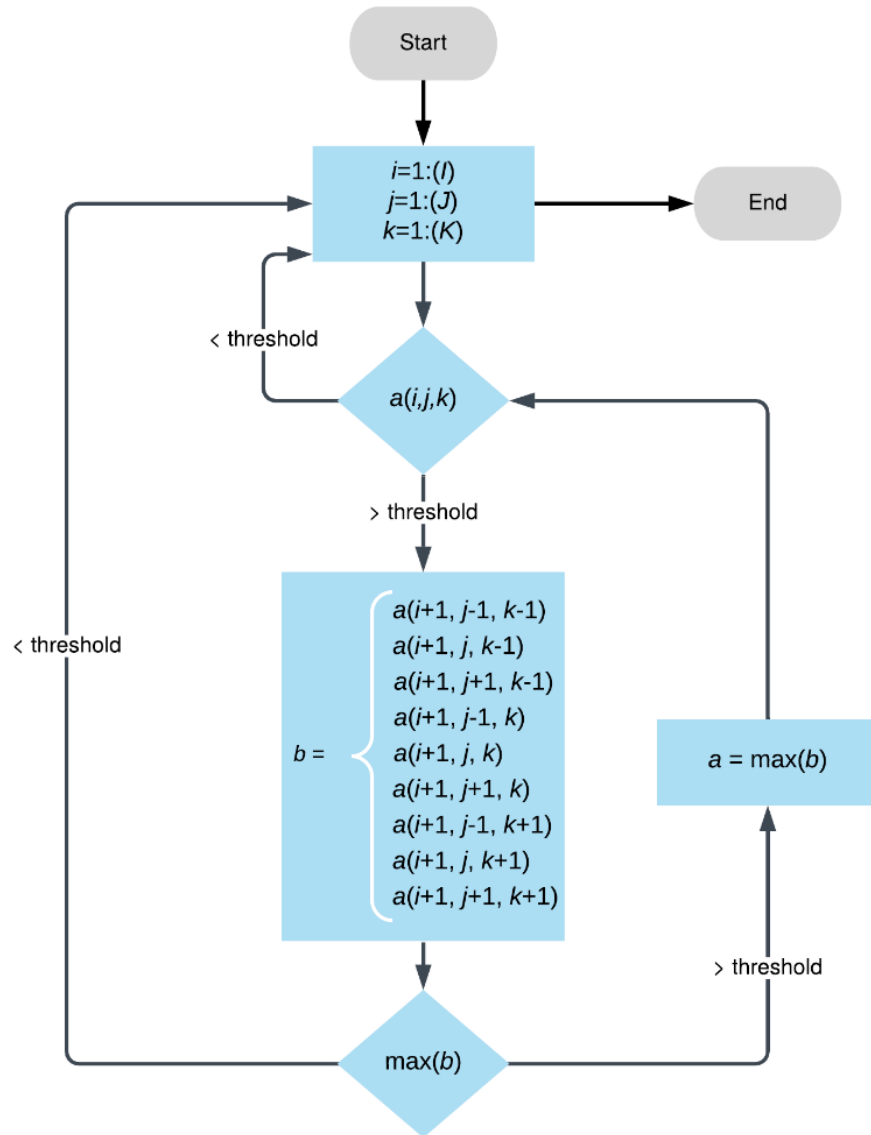 Start
i=1:(I)
j=1:(J)
k=1:(K)
End
< threshold
a(i,j,k)
> threshold
a(i+1, j-1, k-1)
a(i+1, j, k-1)
a(i+1, j+1, k-1)
a(i+1, j-1, k)
b =
a(i+1, j, k)
a(i+1, j+1, k)
a(i+1, j-1, k+1)
a(i+1, j, k+1)
a(i+1, j+1, k+1)
< threshold
a = max(b)
> threshold
max(b)